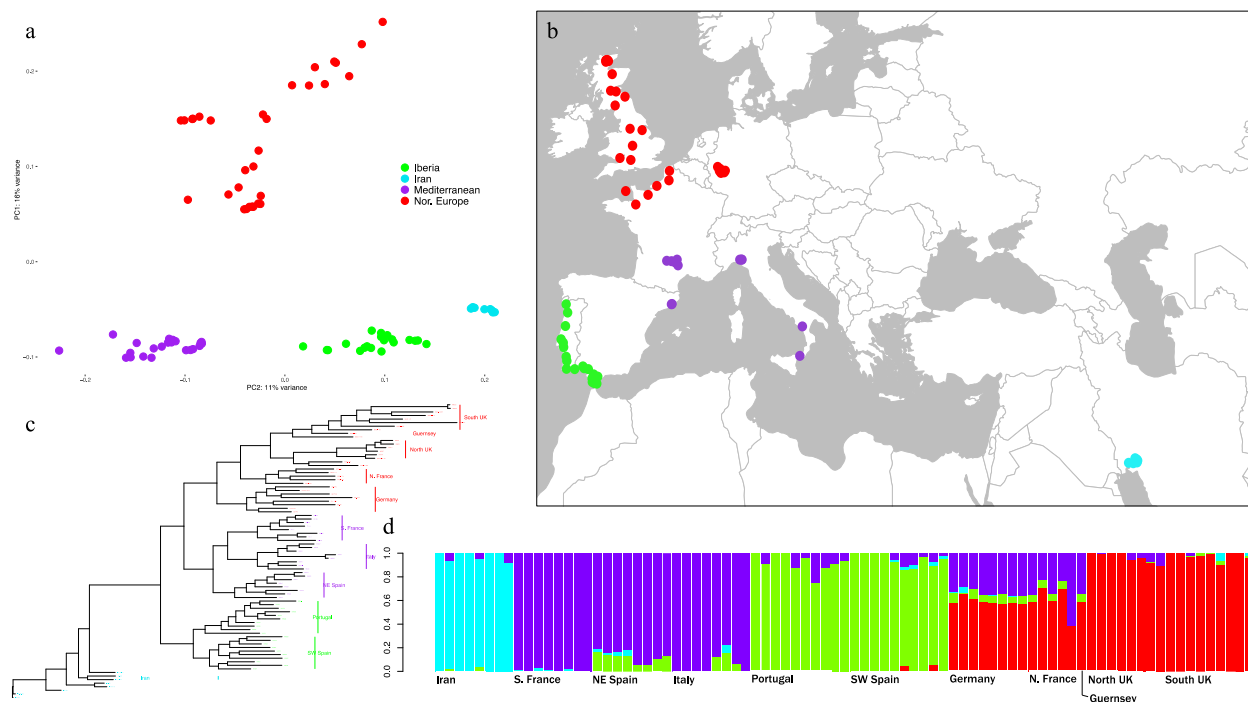 a
0.2
0.1
0.0
−0.1
PC1: 16% variance
−0.2
−0.1
0.0
0.1
0.2
PC2: 11% variance
Iberia
Iran
Mediterranean
Nor. Europe
b
c
South UK
Guernsey
North UK
N. France
Germany
S. France
NE Spain
Portugal
SW Spain
Iran
d
1.0
0.8
0.6
0.4
0.2
0.0
Iran
S. France
NE Spain
Italy
Portugal
SW Spain
Germany
N. France
North UK
South UK
Guernsey